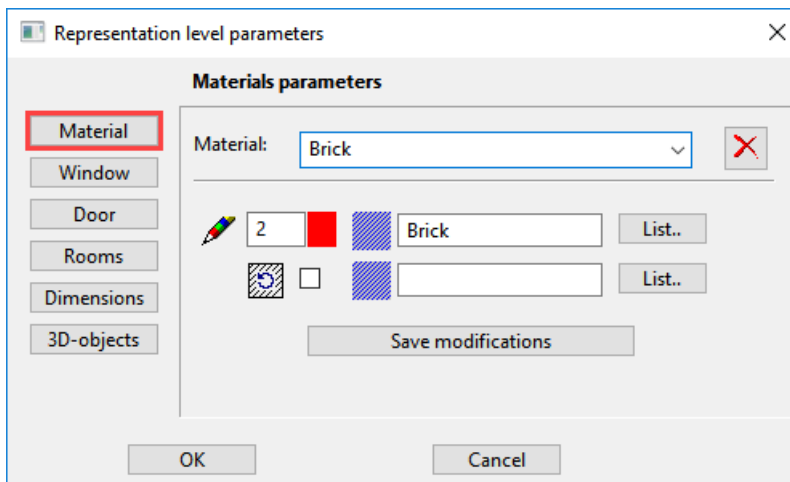 Representation level parameters
Materials parameters
Material
Window
Door
Rooms
Dimensions
3D-objects
Material:
Brick
2
Brick
List..
List..
Save modifications
OK
Cancel